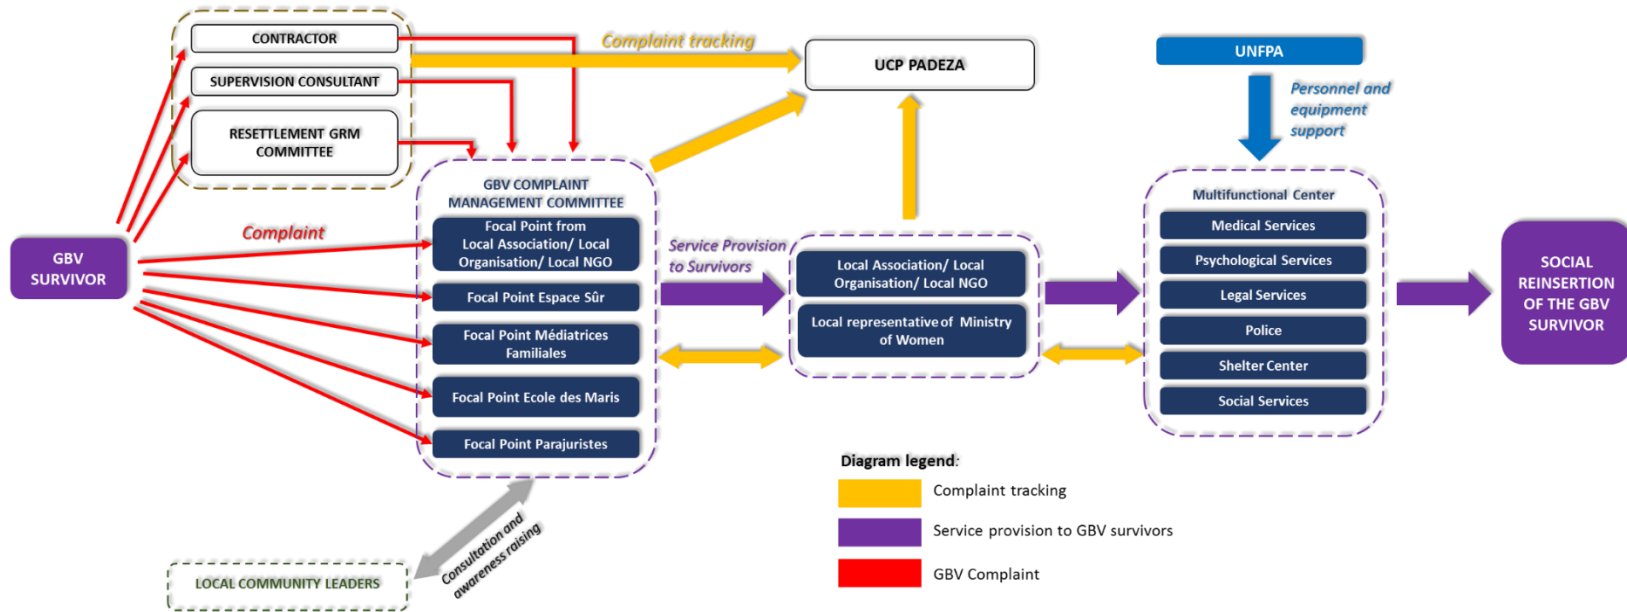 CONTRACTOR
SUPERVISION CONSULTANT
RESETTLEMENT GRM
COMMITTEE
Complaint tracking
UCP PADEZA
UNFPA
Personnel and
equipment
support
GBV
SURVIVOR
Complaint
GBV COMPLAINT
MANAGEMENT COMMITTEE
Focal Point from
Local Association/ Local
Organisation/ Local NGO
Focal Point Espace Sûr
Focal Point Médiatrices
Familiales
Focal Point Ecole des Maris
Focal Point Parajuristes
Service Provision
to Survivors
Local Association/ Local
Organisation/ Local NGO
Local representative of Ministry
of Women
Multifunctional Center
Medical Services
Psychological Services
Legal Services
Police
Shelter Center
Social Services
SOCIAL
REINSERTION
OF THE GBV
SURVIVOR
Consultation and
awareness raising
LOCAL COMMUNITY LEADERS
Diagram legend:
Complaint tracking
Service provision to GBV survivors
GBV Complaint